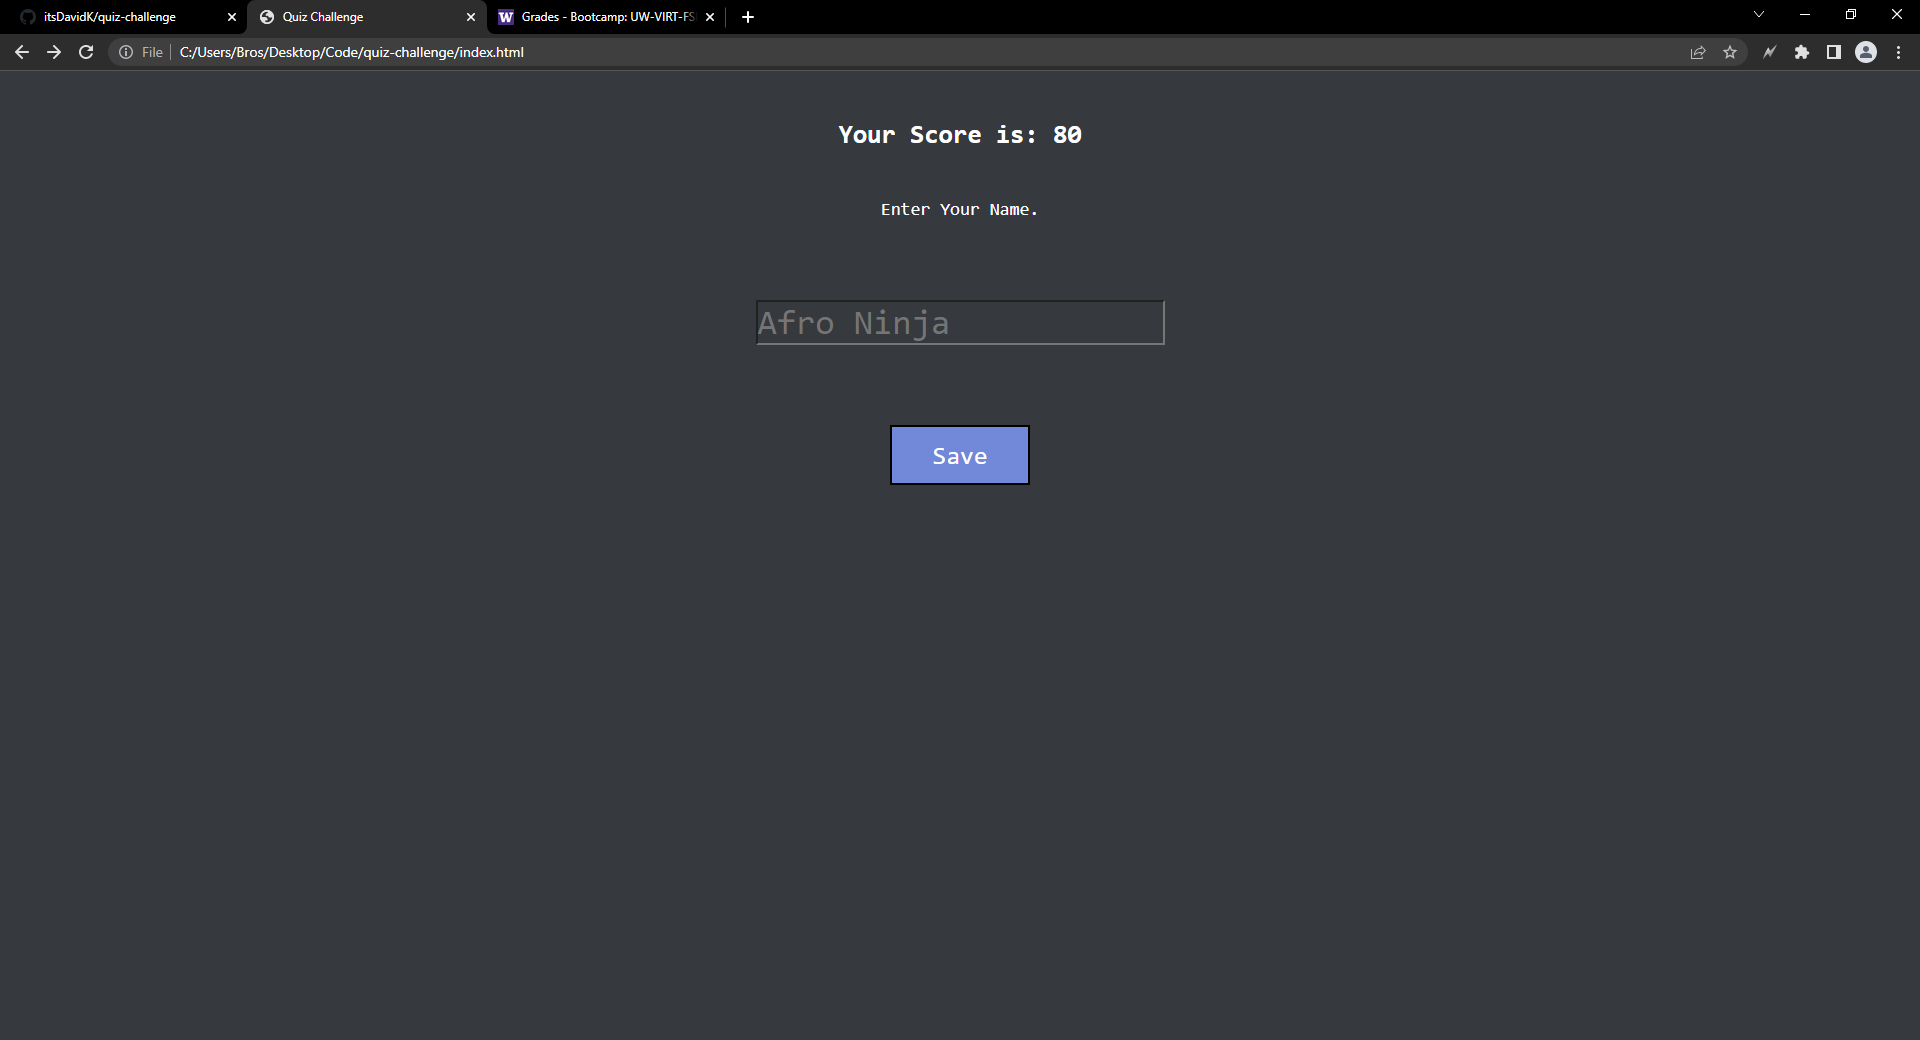 itsDavidK/quiz-challenge
Quiz Challenge
W Grades - Bootcamp: UW-VIRT-FS
File
C:/Users/Bros/Desktop/Code/quiz-challenge/index.html
Your Score is: 80
Enter Your Name.
Afro Ninja
Save